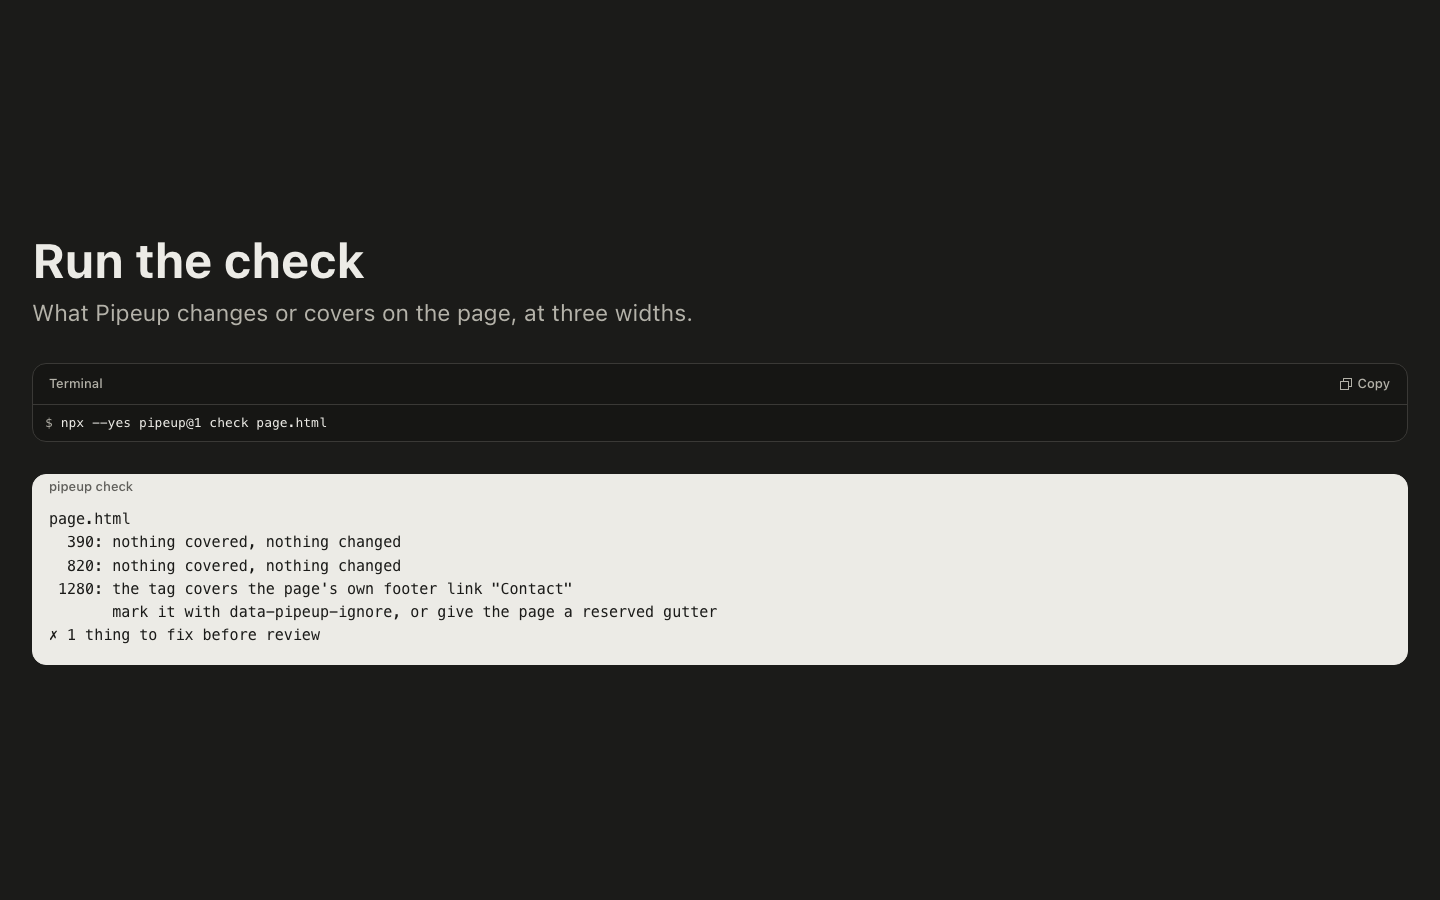 Run the check
What Pipeup changes or covers on the page, at three widths.
Terminal
Copy
$ npx --yes pipeup@1 check page.html
pipeup check
page.html
  390: nothing covered, nothing changed
  820: nothing covered, nothing changed
 1280: the tag covers the page's own footer link "Contact"
       mark it with data-pipeup-ignore, or give the page a reserved gutter
✗ 1 thing to fix before review